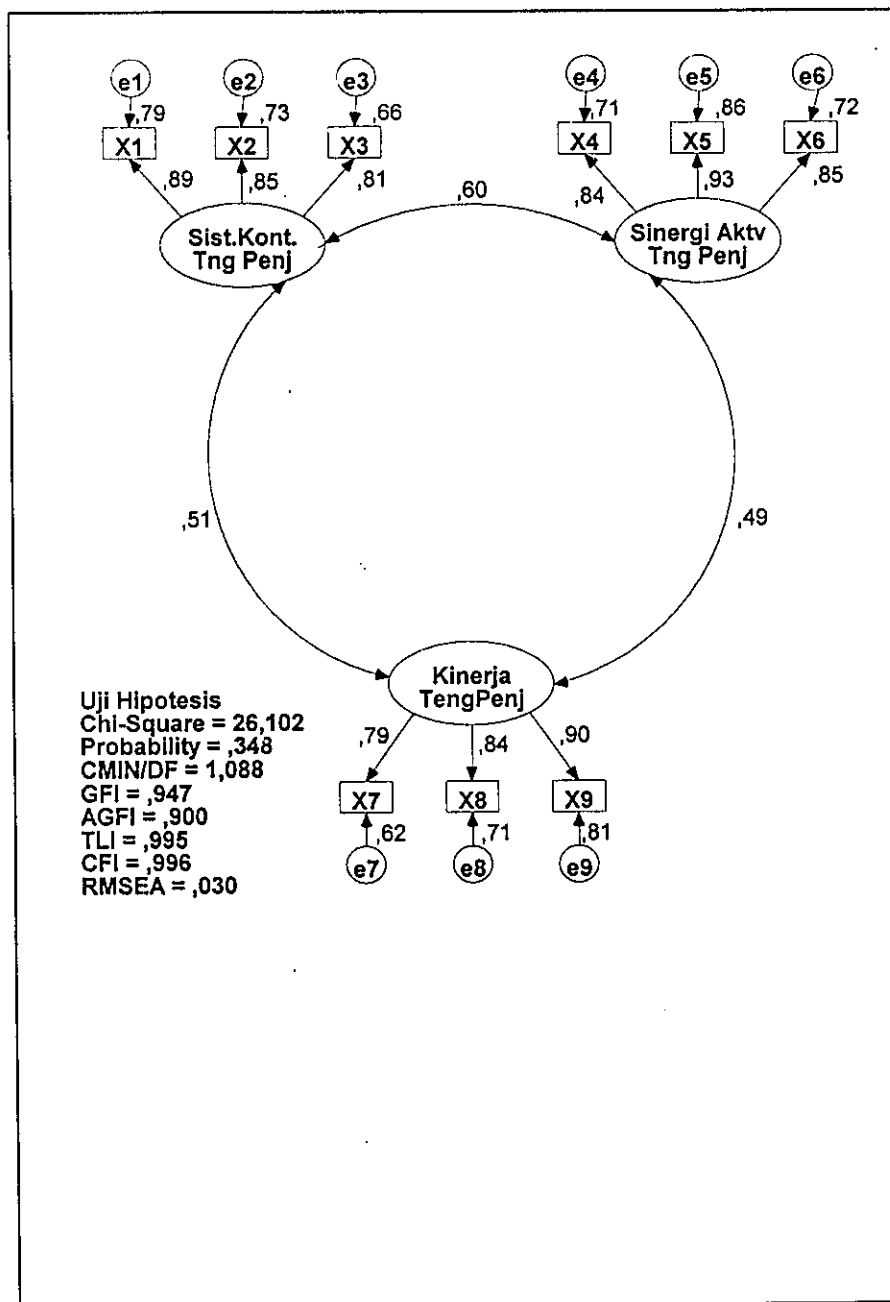 e1 e2 e3 e4 e5 e6
,79 ,73 ,66 ,71 ,86 ,72
X1 X2 X3 X4 X5 X6
,89 ,85 ,81 ,84 ,93 ,85
,60
Sist.Kont.
Tng Penj
Sinergi Aktv
Tng Penj
,51 ,49
Kinerja
TengPenj
,79 ,84 ,90
X7 X8 X9
,62 ,71 ,81
e7 e8 e9
Uji Hipotesis
Chi-Square = 26,102
Probability = ,348
CMIN/DF = 1,088
GFI = ,947
AGFI = ,900
TLI = ,995
CFI = ,996
RMSEA = ,030